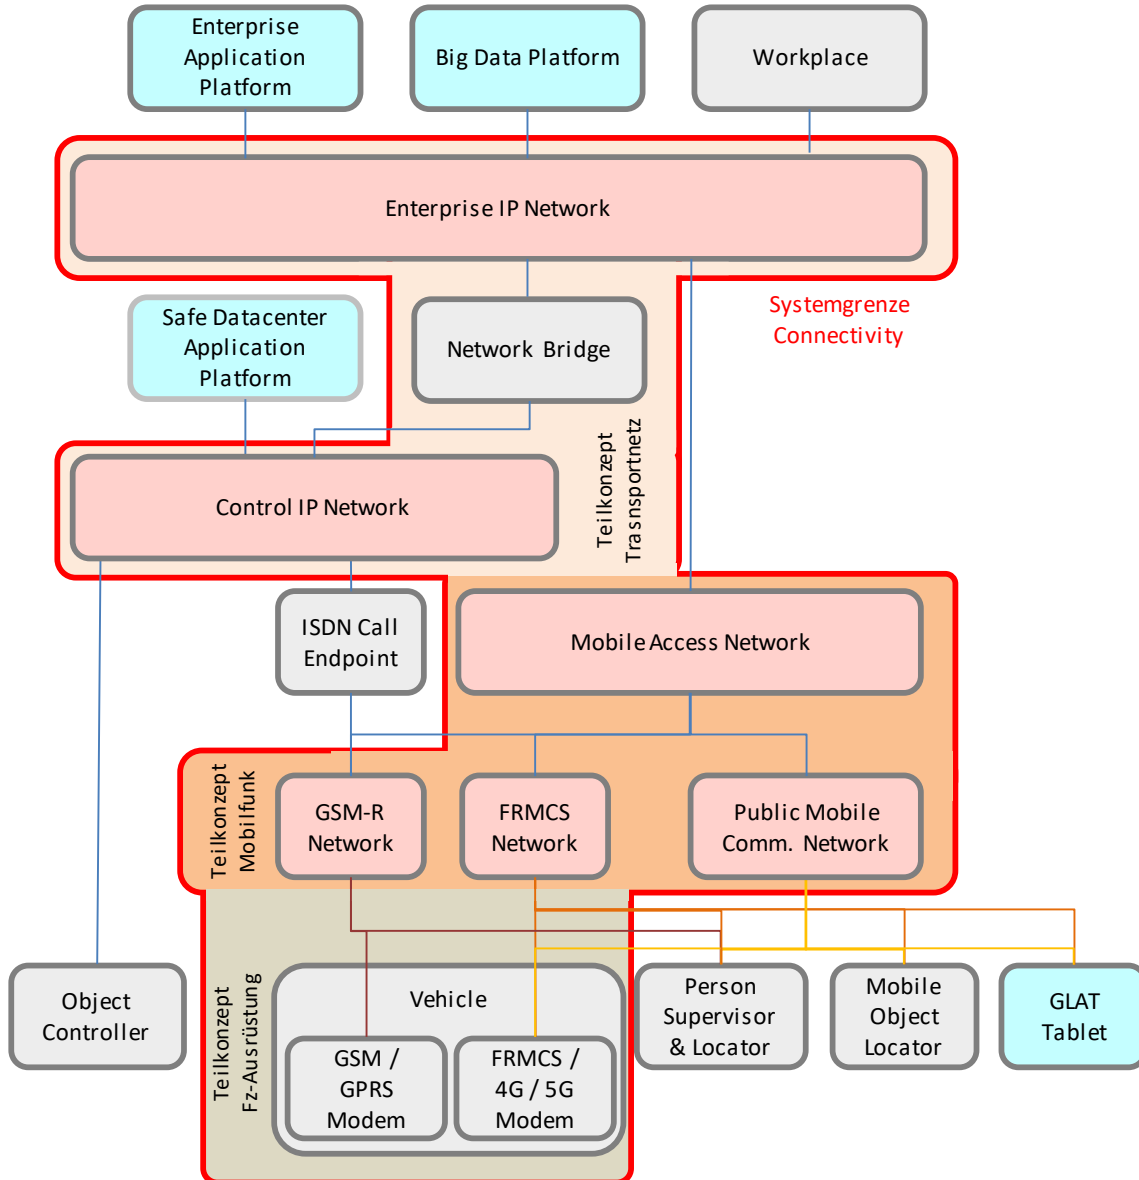 Enterprise
Application
Platform
Big Data Platform
Workplace
Enterprise IP Network
Safe Datacenter
Application
Platform
Network Bridge
Systemgrenze
Connectivity
Teilkonzept
Trasnsportnetz
Control IP Network
ISDN Call
Endpoint
Mobile Access Network
Teilkonzept
Mobilfunk
GSM-R
Network
FRMCS
Network
Public Mobile
Comm. Network
Teilkonzept
Fz-Ausrüstung
Object
Controller
Vehicle
GSM /
GPRS
Modem
FRMCS /
4G / 5G
Modem
Person
Supervisor
& Locator
Mobile
Object
Locator
GLAT
Tablet